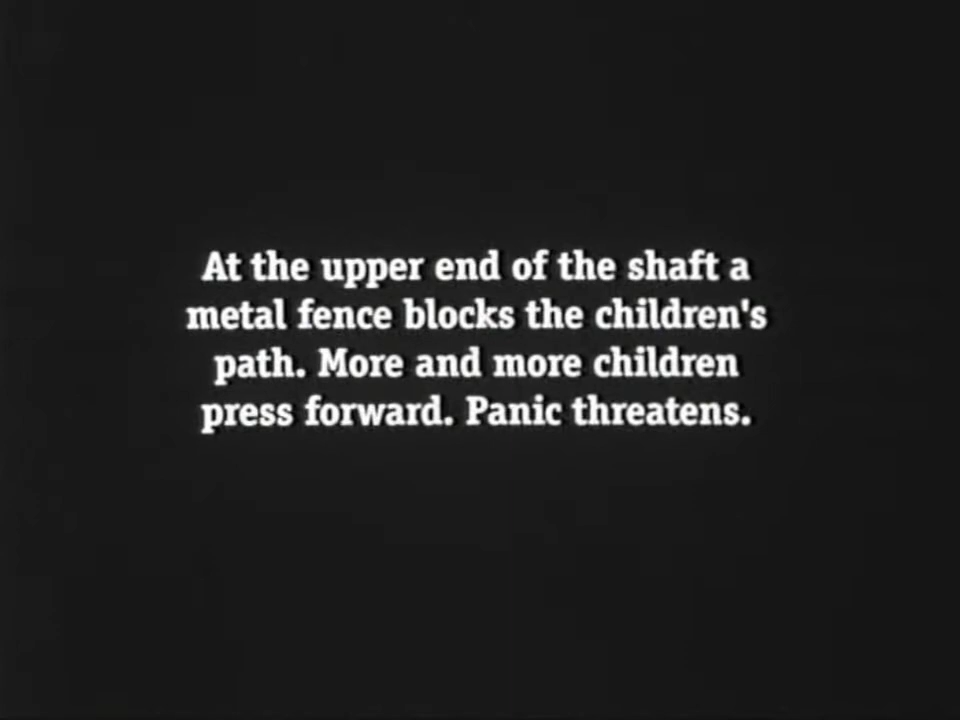 At the upper end of the shaft a
metal fence blocks the children's
path. More and more children
press forward. Panic threatens.